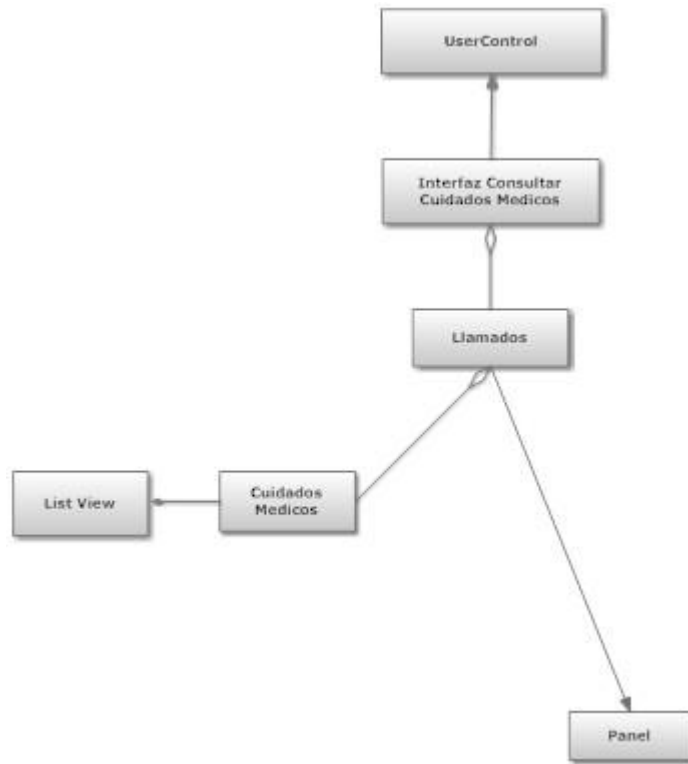 UserControl
Interfaz Consultar
Cuidados Medicos
Llamados
List View
Cuidados
Medicos
Panel